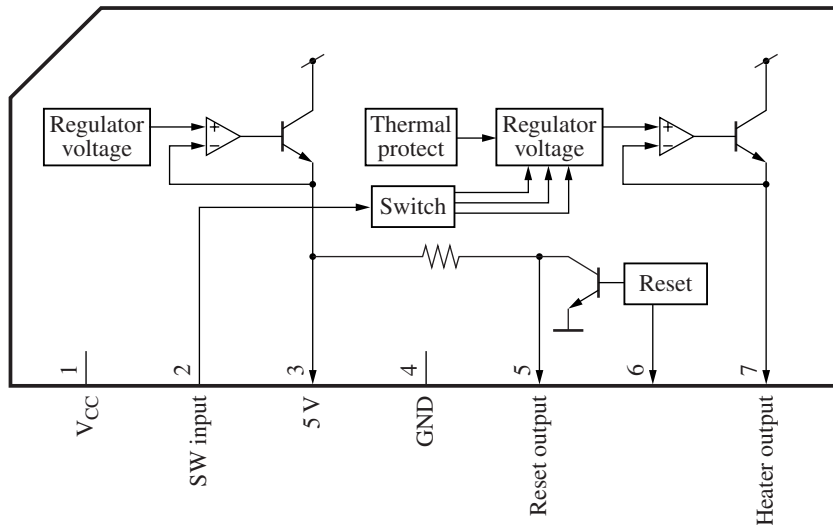 Regulator
voltage
+
−
Thermal
protect
Regulator
voltage
+
−
Switch
Reset
1
2
3
4
5
6
7
VCC
SW input
5 V
GND
Reset output
Heater output